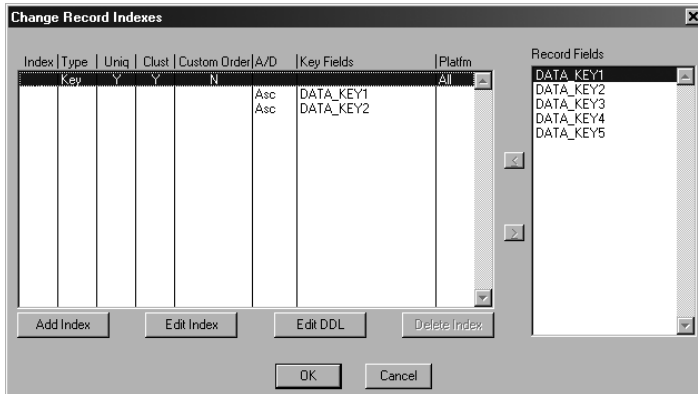 Change Record Indexes
Index Type Uniq Clust Custom Order A/D Key Fields Platfm
Key Y Y N All
Asc DATA_KEY1
Asc DATA_KEY2
Record Fields
DATA_KEY1
DATA_KEY2
DATA_KEY3
DATA_KEY4
DATA_KEY5
<
>
Add Index Edit Index Edit DDL Delete Index
OK Cancel